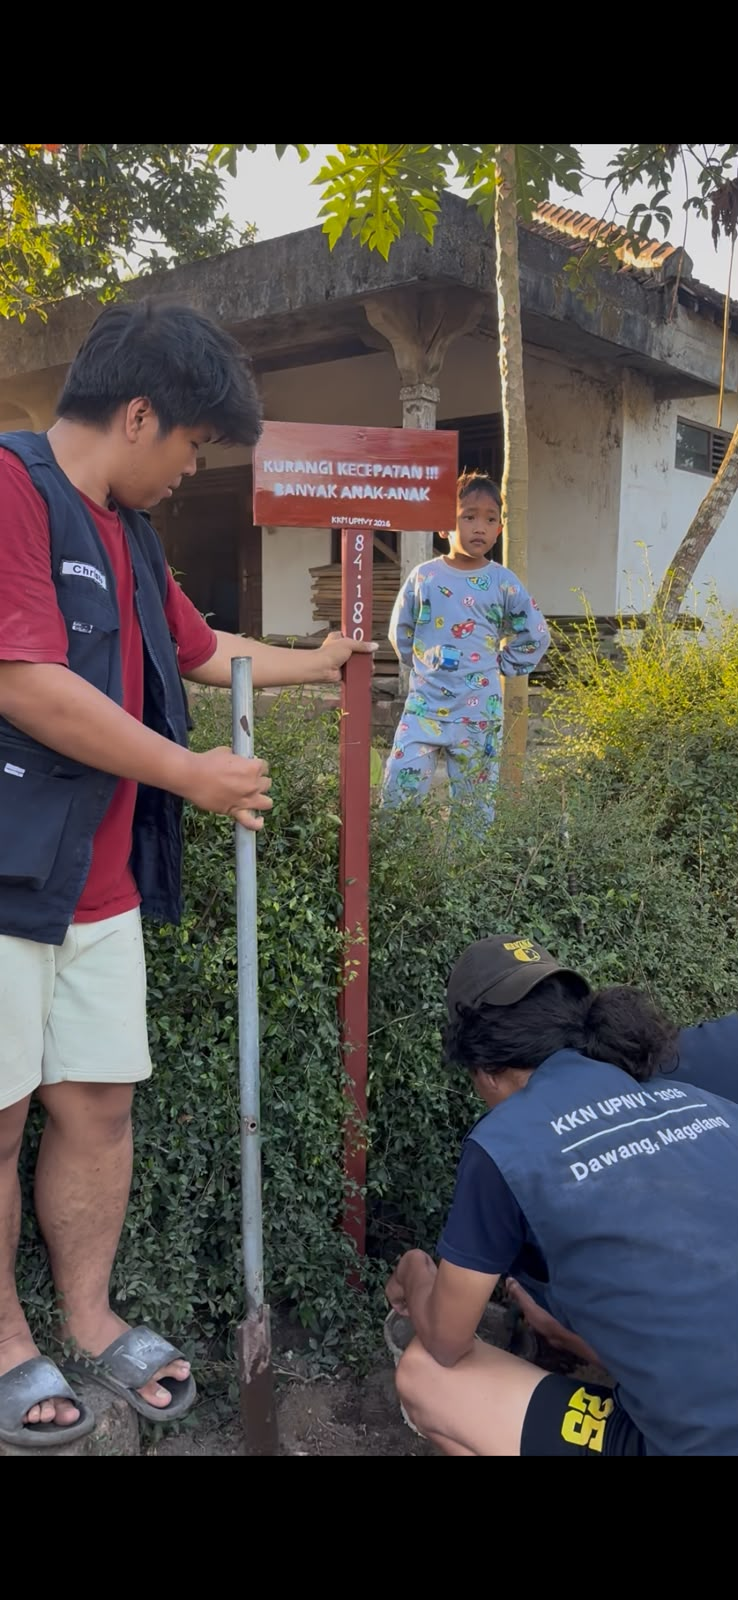 KURANGI KECEPATAN !!!
BANYAK ANAK-ANAK
KKN UPNVY 2026
84.180
KKN UPNVY 2026
Dawang, Magelang
25